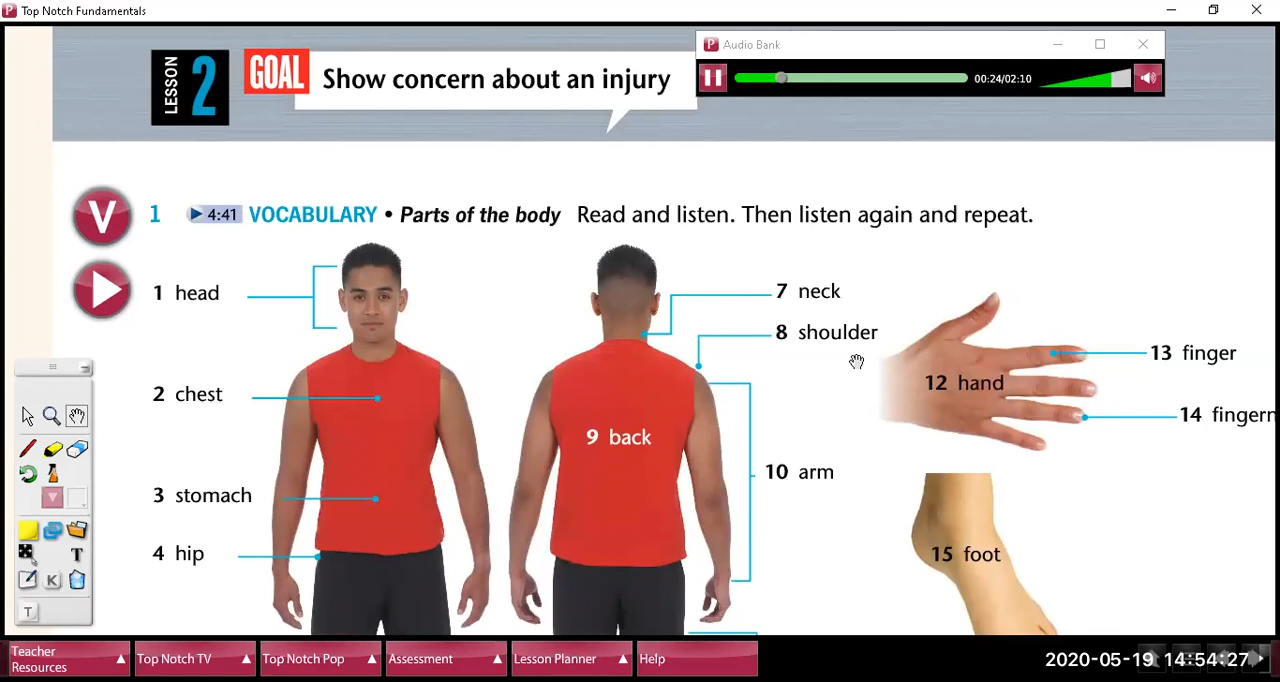 Top Notch Fundamentals
Audio Bank
00:24/02:10
LESSON 2
GOAL Show concern about an injury
V
1 4:41 VOCABULARY • Parts of the body Read and listen. Then listen again and repeat.
1 head
2 chest
3 stomach
4 hip
7 neck
8 shoulder
9 back
10 arm
12 hand
13 finger
14 fingern
15 foot
T
K
T
Teacher Resources
Top Notch TV
Top Notch Pop
Assessment
Lesson Planner
Help
2020-05-19 14:54:27